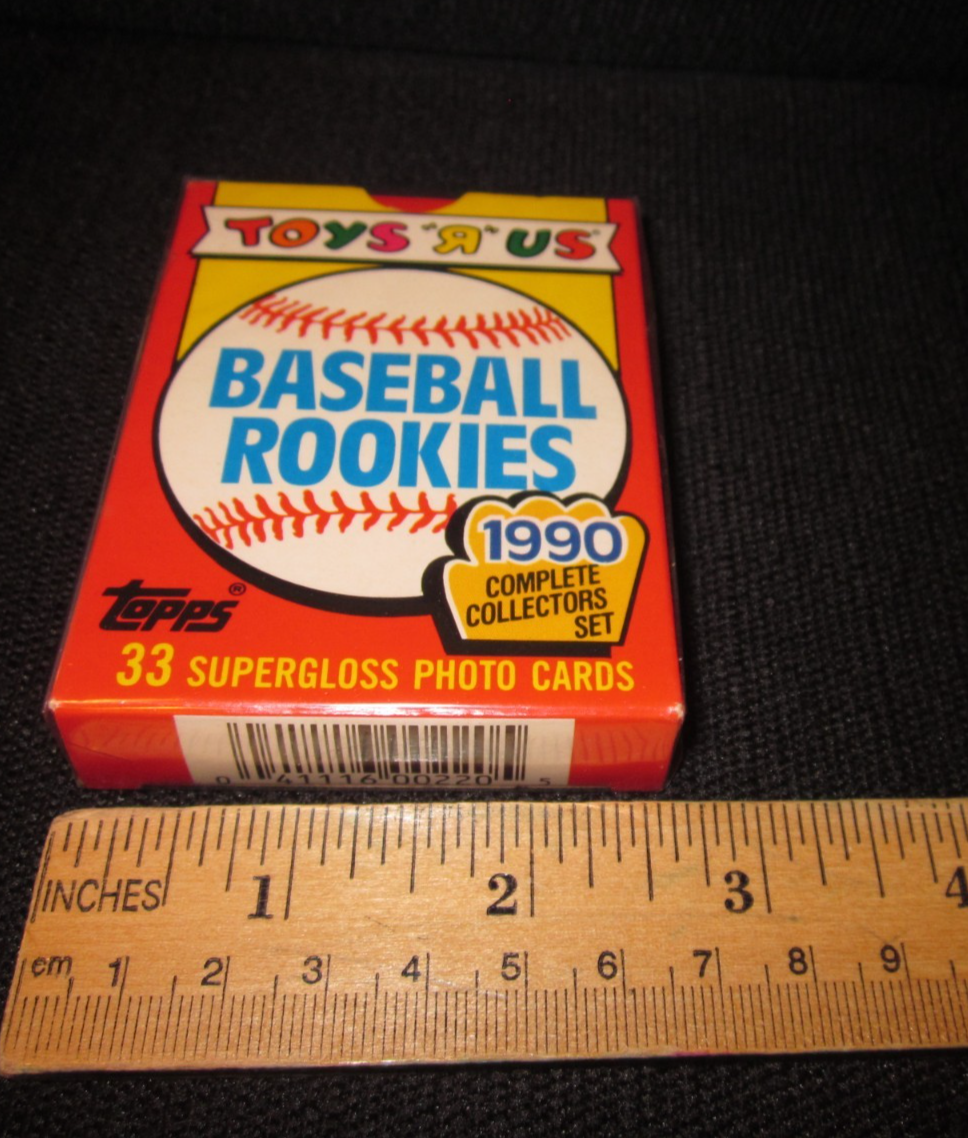 TOYS "Я" US®
BASEBALL
ROOKIES
1990
COMPLETE
COLLECTORS
SET
topps®
33 SUPERGLOSS PHOTO CARDS
0 41116 00220 5
INCHES 1 2 3 4
cm 1 2 3 4 5 6 7 8 9